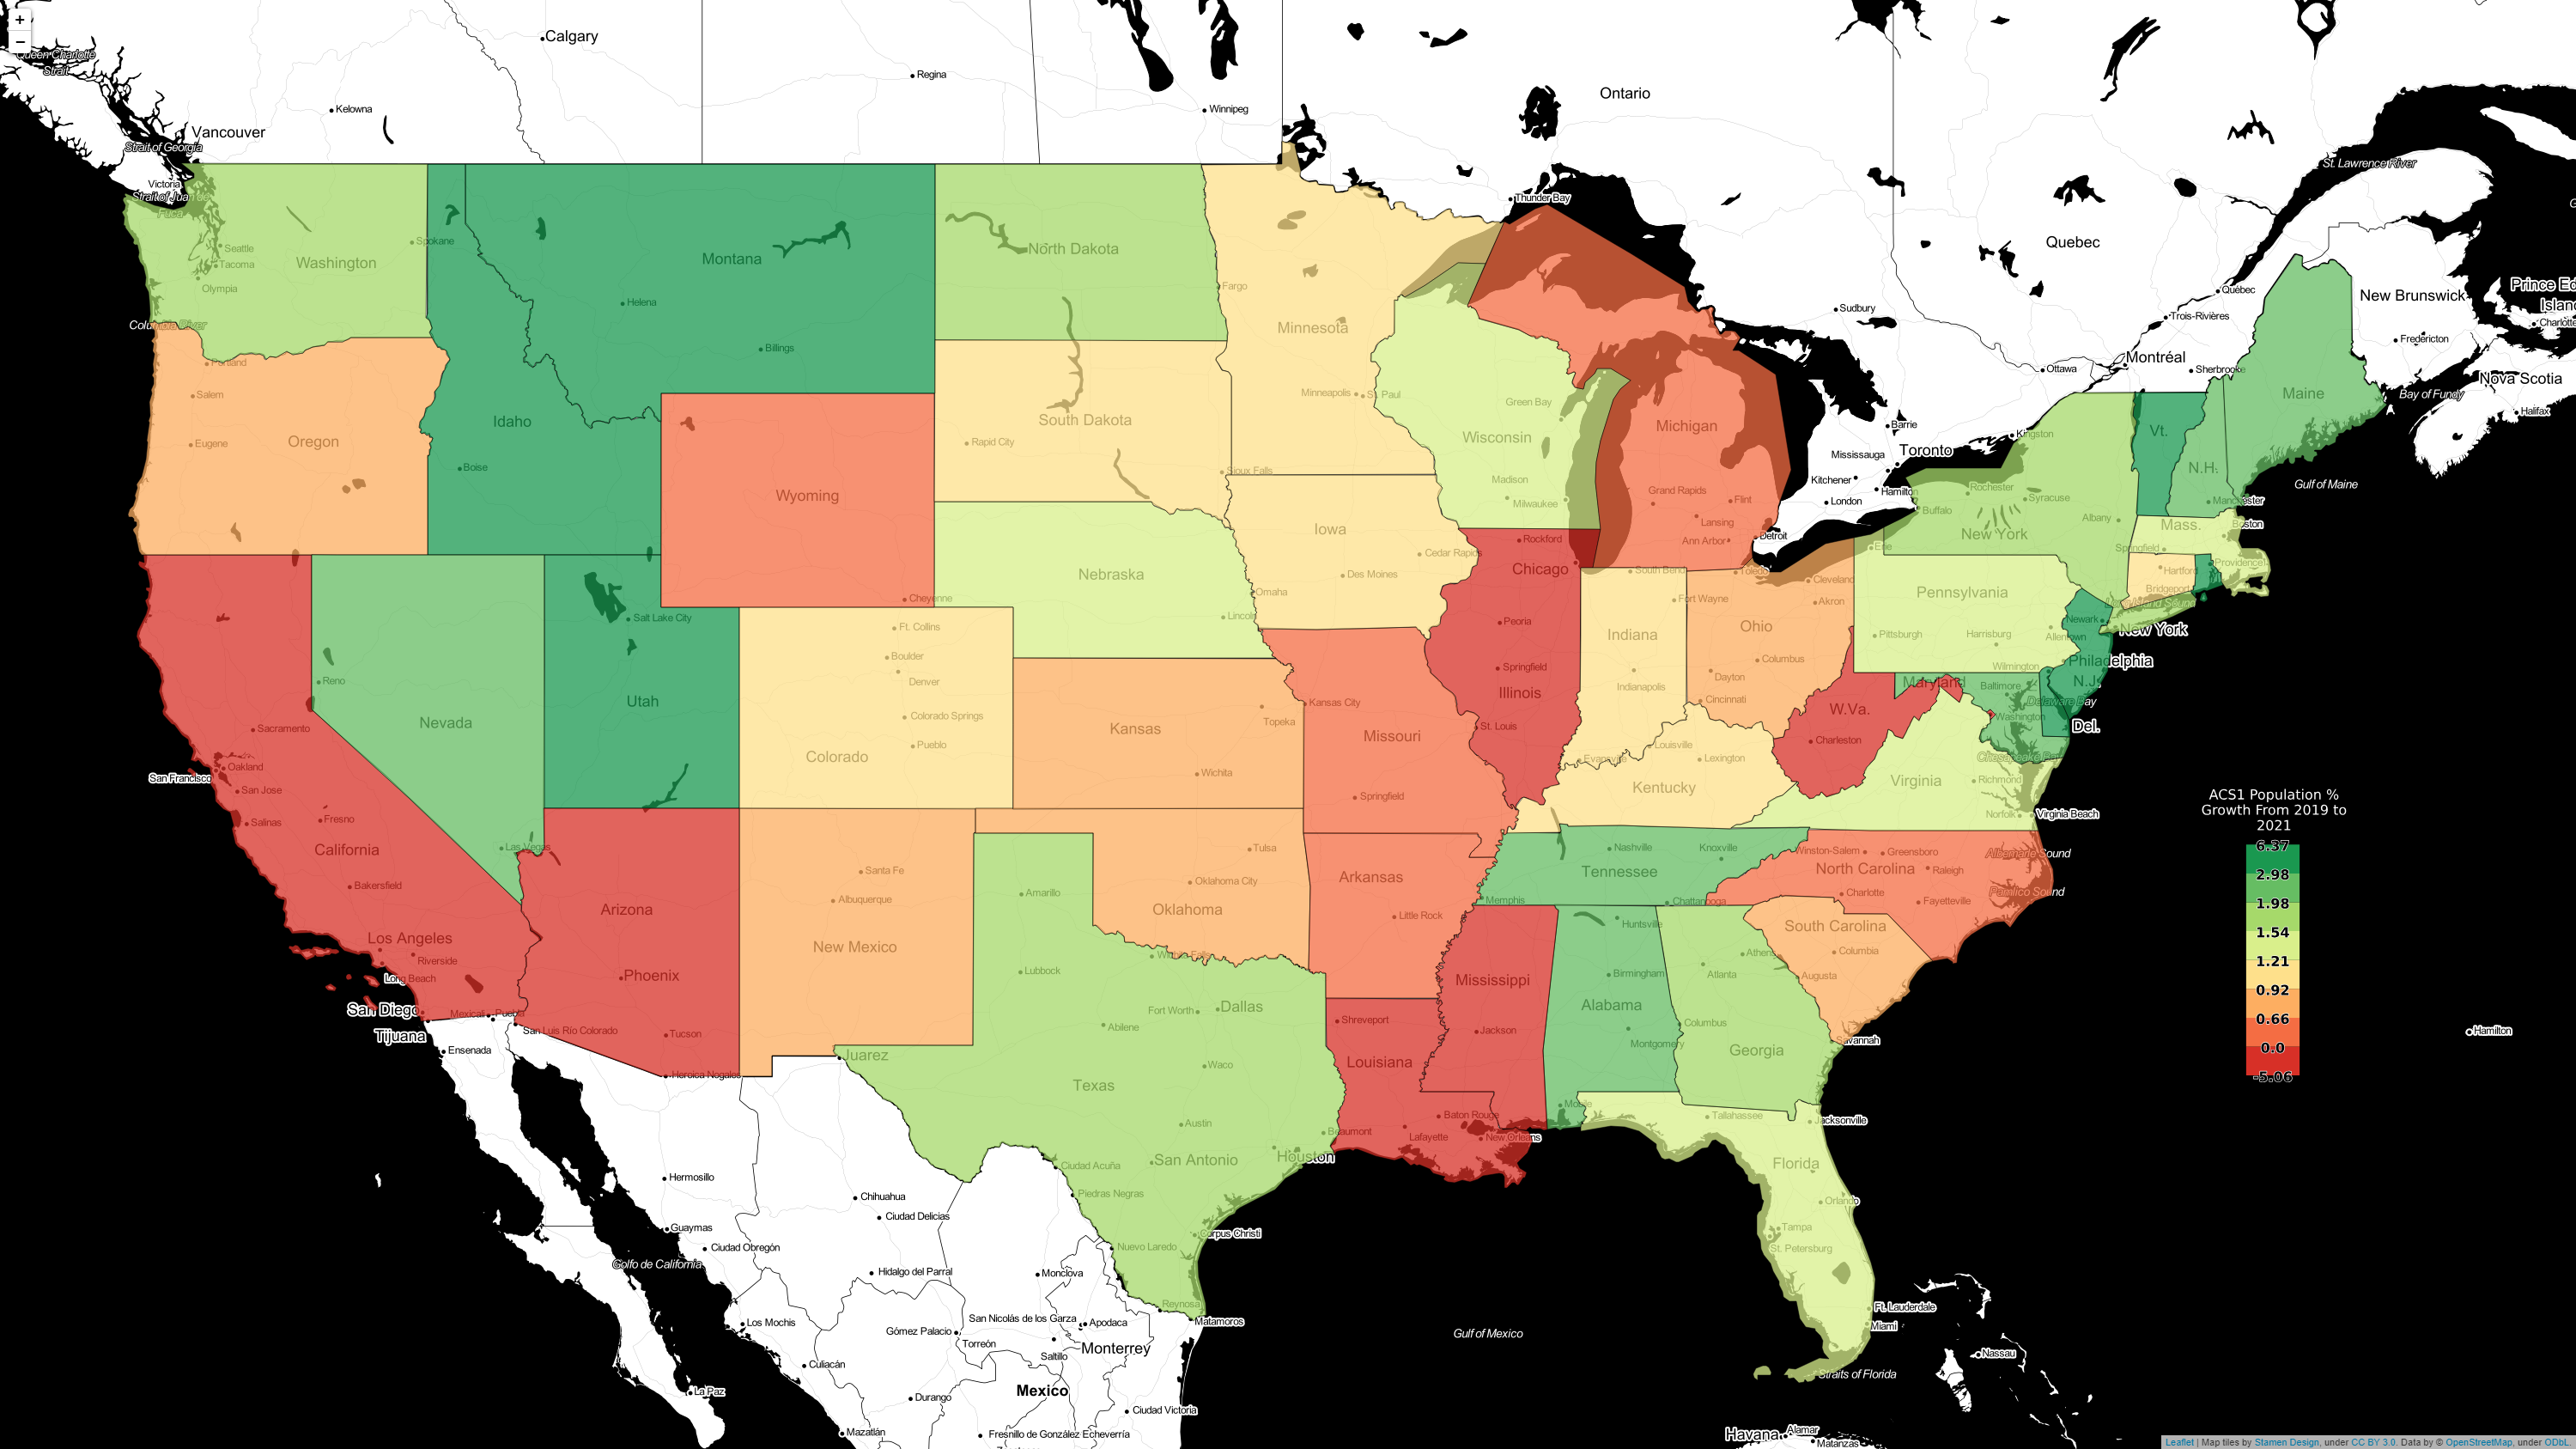 +
−
Queen Charlotte
Strait
Calgary
Regina
Kelowna
Winnipeg
Ontario
Vancouver
Strait of Georgia
St. Lawrence River
Victoria
Strait of Juan de
Fuca
Thunder Bay
Seattle
Spokane
Tacoma
Washington
Olympia
Montana
North Dakota
Quebec
Helena
Fargo
Québec
New Brunswick
Prince Ed
Island
Charlotte
Columbia River
Minnesota
Sudbury
Trois-Rivières
Fredericton
Billings
Portland
Montréal
Ottawa
Sherbrooke
Nova Scotia
Salem
Minneapolis
St. Paul
Green Bay
Maine
Bay of Fundy
Halifax
Idaho
South Dakota
Michigan
Barrie
Kingston
Vt.
Eugene
Oregon
Rapid City
Wisconsin
Toronto
Mississauga
Boise
Sioux Falls
Madison
Kitchener
N.H.
Gulf of Maine
Wyoming
Milwaukee
Grand Rapids
Flint
Hamilton
London
Rochester
Syracuse
Manchester
Lansing
Buffalo
Albany
Mass.
Boston
Iowa
Rockford
Ann Arbor
Detroit
New York
Erie
Springfield
Cedar Rapids
Chicago
South Bend
Toledo
Cleveland
Hartford
Providence
Nebraska
Des Moines
Bridgeport
Cheyenne
Omaha
Fort Wayne
Akron
Pennsylvania
Long Island Sound
Salt Lake City
Lincoln
Peoria
Ohio
Newark
New York
Ft. Collins
Indiana
Pittsburgh
Harrisburg
Allentown
Boulder
Columbus
Philadelphia
Denver
Springfield
Dayton
Wilmington
Reno
Utah
Illinois
Indianapolis
Cincinnati
Maryland
Baltimore
N.J.
Nevada
Colorado Springs
Topeka
Kansas City
W.Va.
Washington
Delaware Bay
Del.
Sacramento
Kansas
Missouri
St. Louis
Charleston
Pueblo
Louisville
Lexington
Evansville
Chesapeake Bay
Colorado
Oakland
San Francisco
Wichita
Kentucky
Virginia
Richmond
San Jose
Springfield
ACS1 Population %
Growth From 2019 to
2021
Norfolk
Virginia Beach
Salinas
Fresno
Las Vegas
California
Tulsa
Nashville
Knoxville
Winston-Salem
Greensboro
Albemarle Sound
6.37
Santa Fe
Tennessee
North Carolina
Raleigh
2.98
Bakersfield
Oklahoma City
Arkansas
Amarillo
Charlotte
Pamlico Sound
Albuquerque
Memphis
Chattanooga
Fayetteville
1.98
Arizona
Oklahoma
Little Rock
Huntsville
South Carolina
1.54
Los Angeles
New Mexico
Wichita Falls
Athens
Columbia
Riverside
Lubbock
Birmingham
Atlanta
1.21
Long Beach
Phoenix
Mississippi
Augusta
0.92
San Diego
Mexicali
Puebla
Fort Worth
Dallas
Alabama
Shreveport
Columbus
0.66
Tijuana
San Luis Río Colorado
Tucson
Abilene
Jackson
Montgomery
Savannah
Hamilton
Ensenada
Juarez
Georgia
0.0
Heroica Nogales
Waco
Louisiana
-5.06
Texas
Mobile
Austin
Baton Rouge
Tallahassee
Jacksonville
Beaumont
Lafayette
New Orleans
Ciudad Acuña
San Antonio
Houston
Florida
Hermosillo
Chihuahua
Piedras Negras
Orlando
Ciudad Delicias
Guaymas
Corpus Christi
Tampa
Ciudad Obregón
Nuevo Laredo
St. Petersburg
Golfo de California
Hidalgo del Parral
Monclova
Reynosa
Ft. Lauderdale
Los Mochis
San Nicolás de los Garza
Apodaca
Matamoros
Miami
Gómez Palacio
Torreón
Gulf of Mexico
Saltillo
Monterrey
Nassau
Culiacán
Straits of Florida
La Paz
Durango
Mexico
Ciudad Victoria
Mazatlán
Fresnillo de González Echeverría
Havana
Alamar
Matanzas
Leaflet | Map tiles by Stamen Design, under CC BY 3.0. Data by © OpenStreetMap, under ODbL.